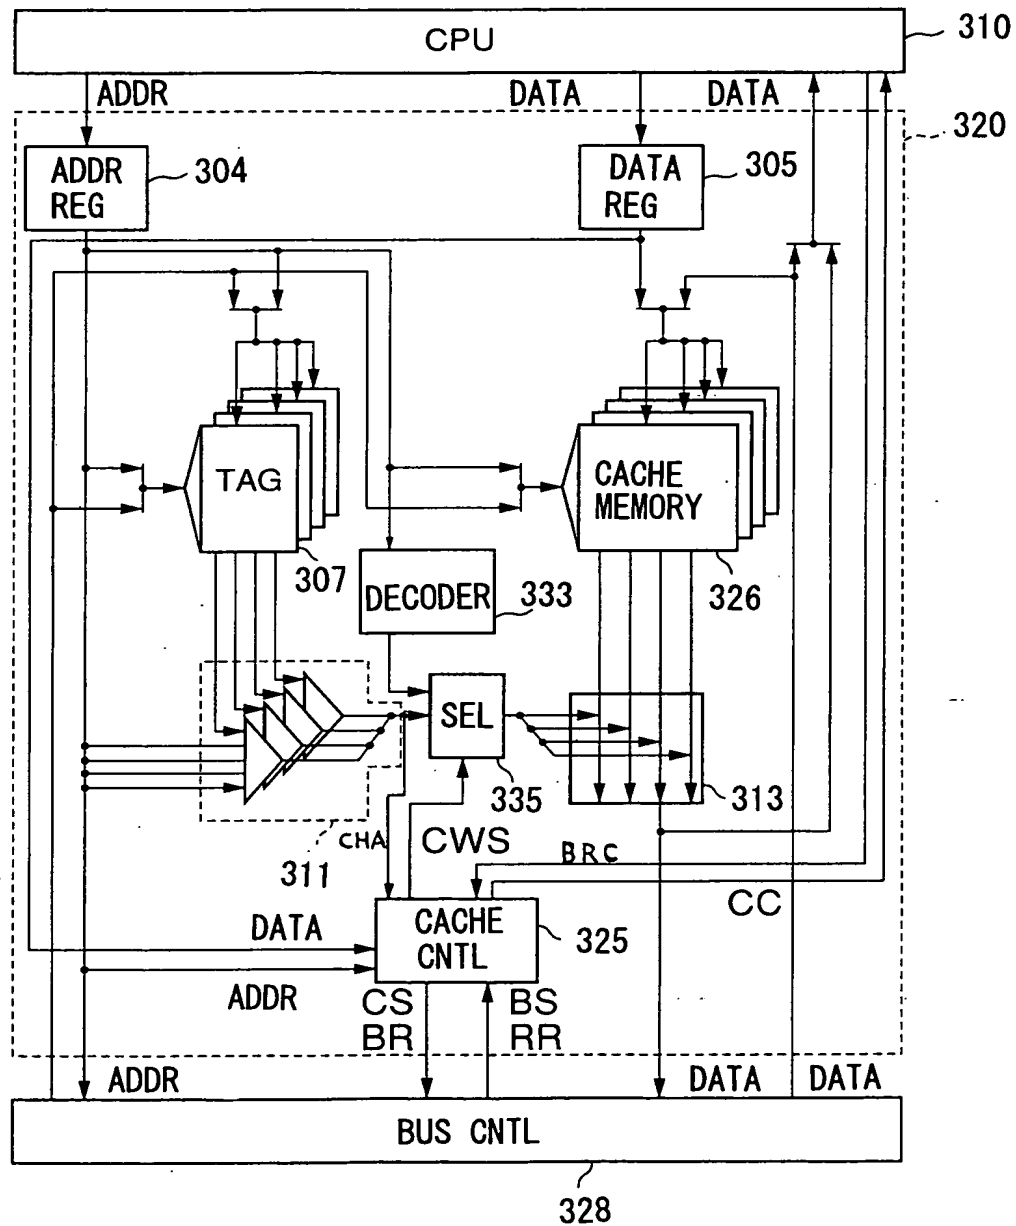 CPU
310
ADDR
DATA
DATA
320
ADDR
REG
304
DATA
REG
305
TAG
307
CACHE
MEMORY
326
DECODER
333
SEL
335
313
311
CHA
CWS
BRC
CC
CACHE
CNTL
325
DATA
ADDR
CS
BR
BS
RR
ADDR
DATA
DATA
BUS CNTL
328